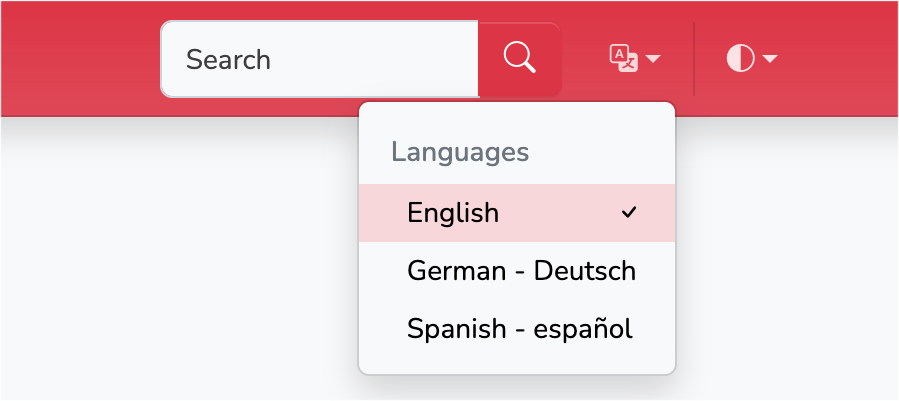 Search
Languages
English
German - Deutsch
Spanish - español